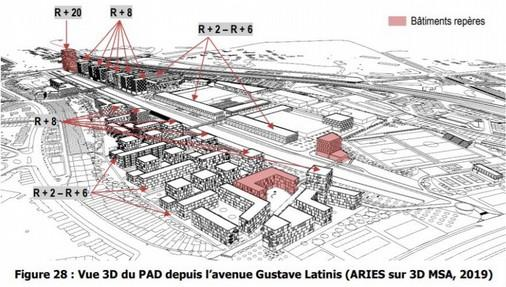 R + 20
R + 8
R + 2 – R + 6
Bâtiments repères
R + 8
R + 2 – R + 6
Figure 28 : Vue 3D du PAD depuis l’avenue Gustave Latinis (ARIES sur 3D MSA, 2019)